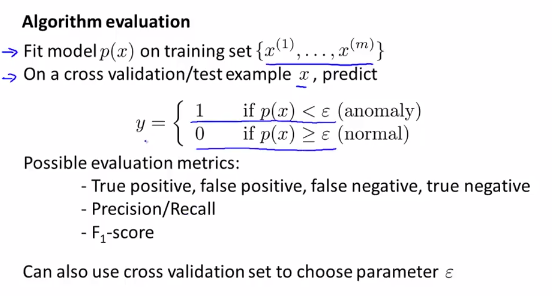 Algorithm evaluation
Fit model p(x) on training set {x⁽¹⁾, . . . , x⁽ᵐ⁾}
On a cross validation/test example x , predict
y = { 1 if p(x) < ε (anomaly)
0 if p(x) ≥ ε (normal)
Possible evaluation metrics:
- True positive, false positive, false negative, true negative
- Precision/Recall
- F₁-score
Can also use cross validation set to choose parameter ε